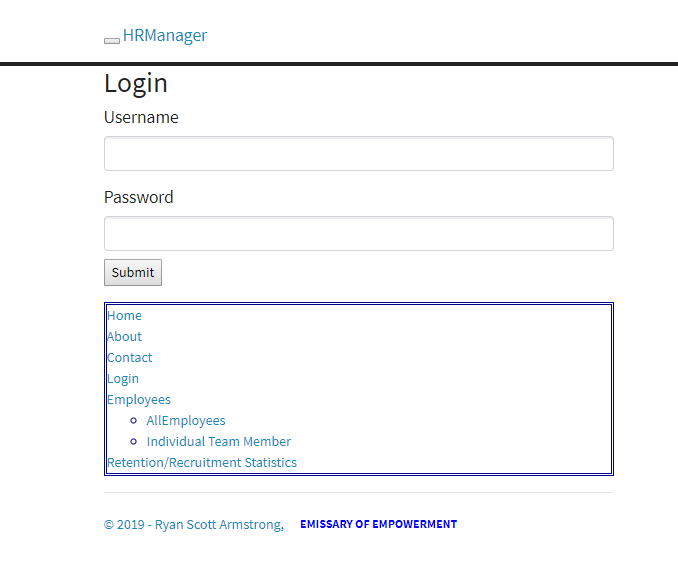 HRManager
Login
Username
Password
Submit
Home
About
Contact
Login
Employees
AllEmployees
Individual Team Member
Retention/Recruitment Statistics
© 2019 - Ryan Scott Armstrong, EMISSARY OF EMPOWERMENT